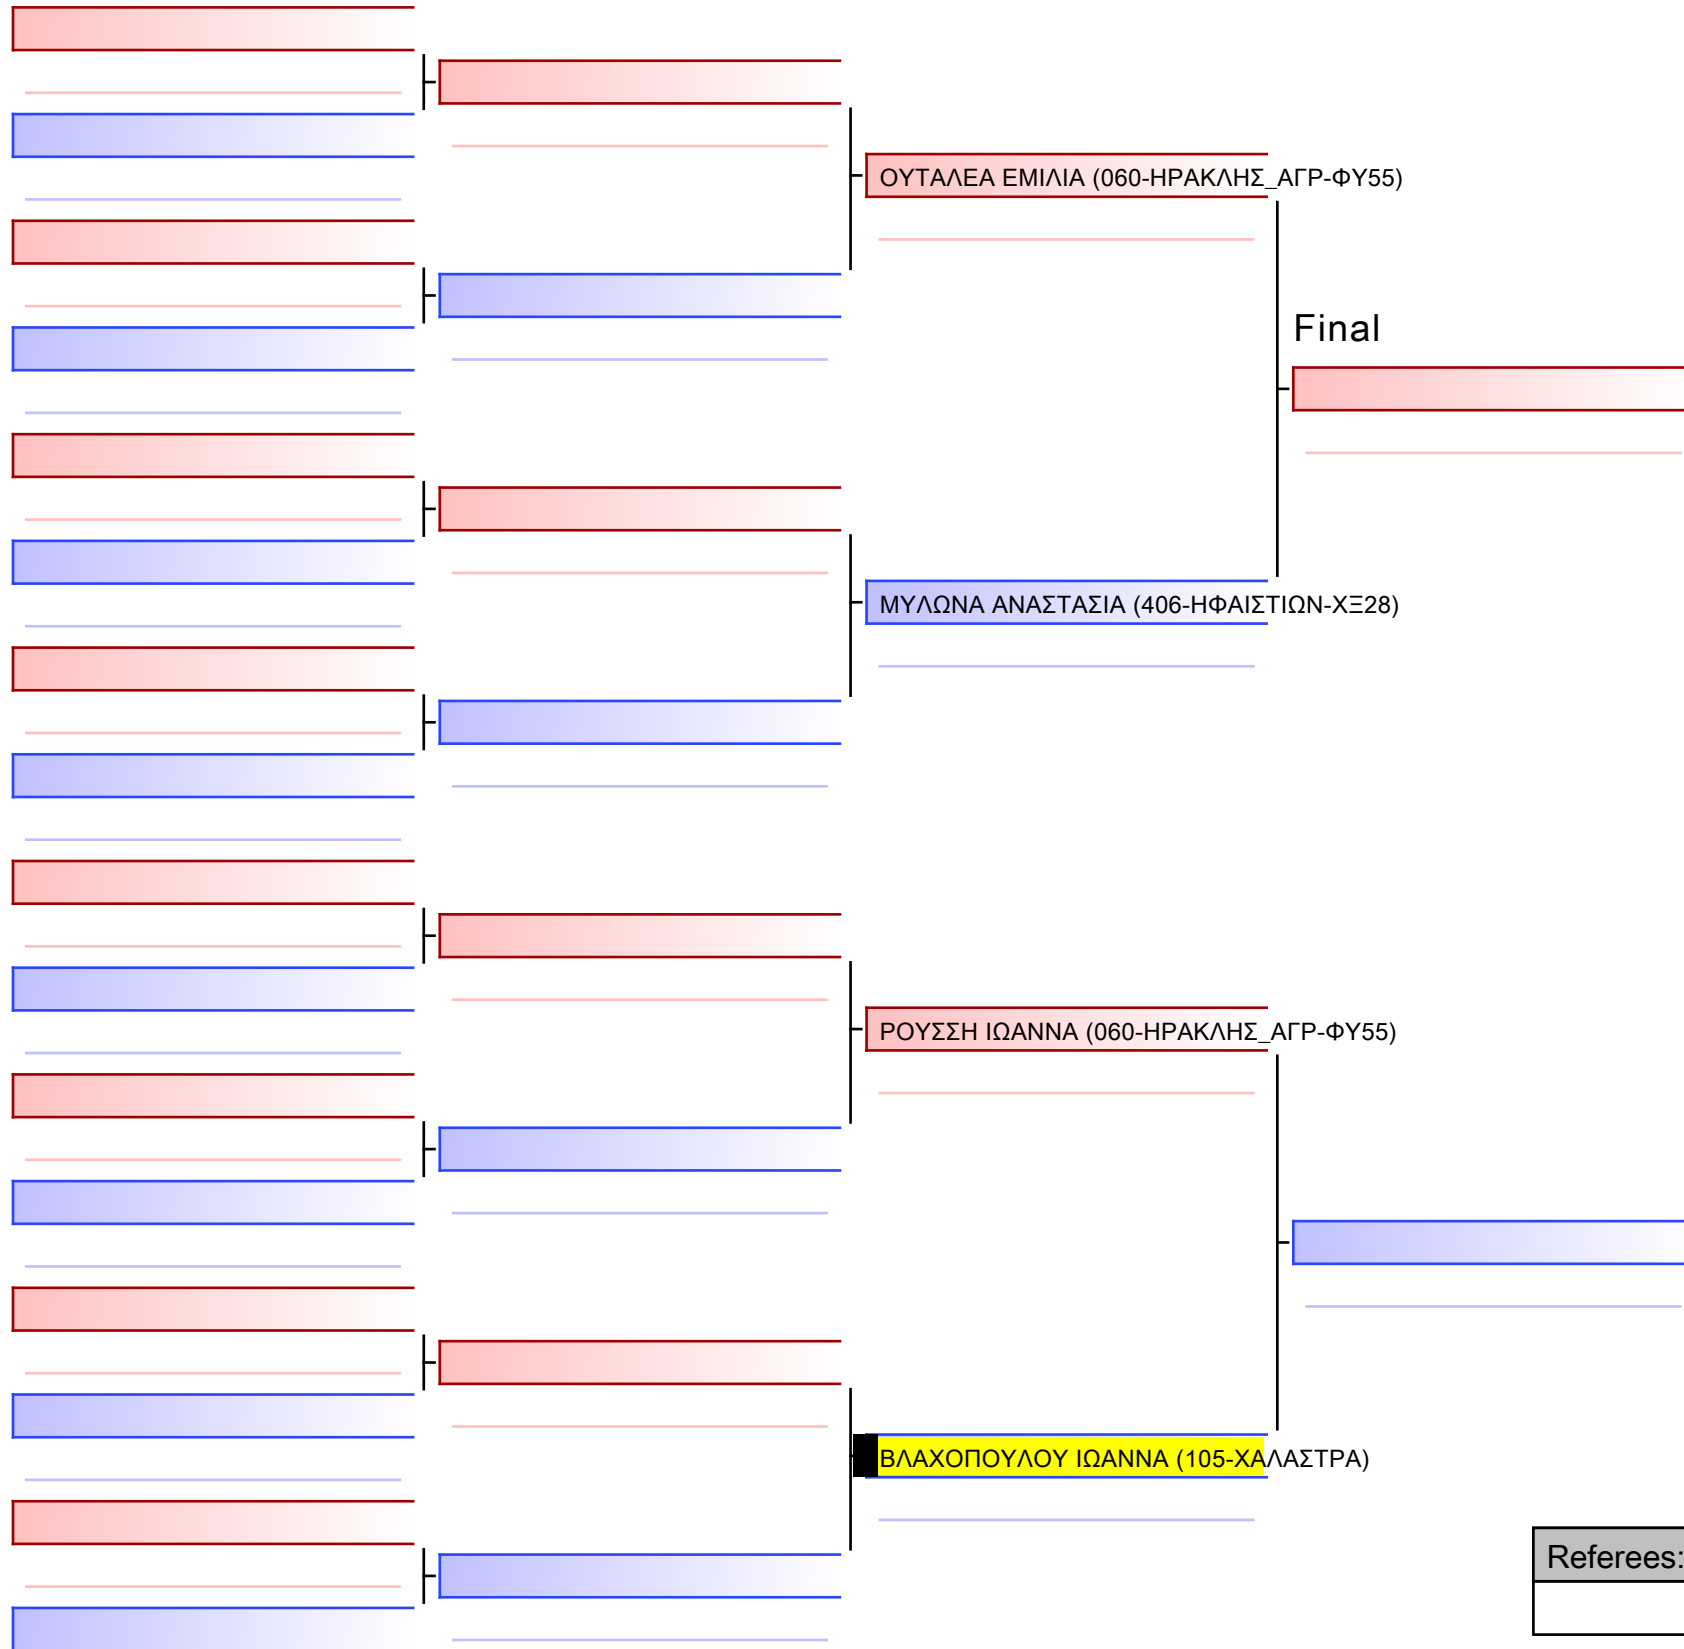 ΟΥΤΑΛΕΑ ΕΜΙΛΙΑ (060-ΗΡΑΚΛΗΣ_ΑΓΡ-ΦΥ55)
Final
ΜΥΛΩΝΑ ΑΝΑΣΤΑΣΙΑ (406-ΗΦΑΙΣΤΙΩΝ-ΧΞ28)
ΡΟΥΣΣΗ ΙΩΑΝΝΑ (060-ΗΡΑΚΛΗΣ_ΑΓΡ-ΦΥ55)
ΒΛΑΧΟΠΟΥΛΟΥ ΙΩΑΝΝΑ (105-ΧΑΛΑΣΤΡΑ)
Referees: